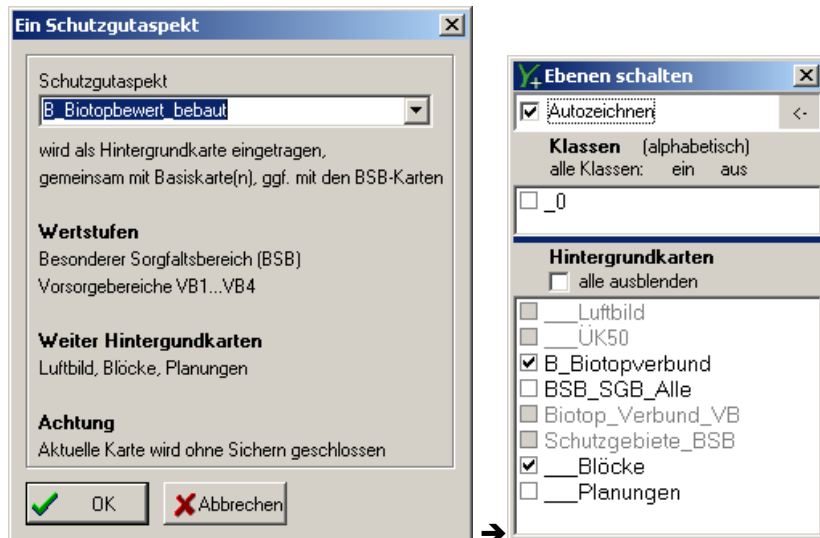 Ein Schutzgutaspekt
Schutzgutaspekt
B_Biotopbewert_bebaut
wird als Hintergrundkarte eingetragen,
gemeinsam mit Basiskarte(n), ggf. mit den BSB-Karten
Wertstufen
Besonderer Sorgfaltsbereich (BSB)
Vorsorgebereiche VB1...VB4
Weiter Hintergundkarten
Luftbild, Blöcke, Planungen
Achtung
Aktuelle Karte wird ohne Sichern geschlossen
OK Abbrechen
➔
Ebenen schalten
Autozeichnen <-
Klassen (alphabetisch)
alle Klassen: ein aus
_0
Hintergrundkarten
alle ausblenden
___Luftbild
___ÜK50
B_Biotopverbund
BSB_SGB_Alle
Biotop_Verbund_VB
Schutzgebiete_BSB
___Blöcke
___Planungen